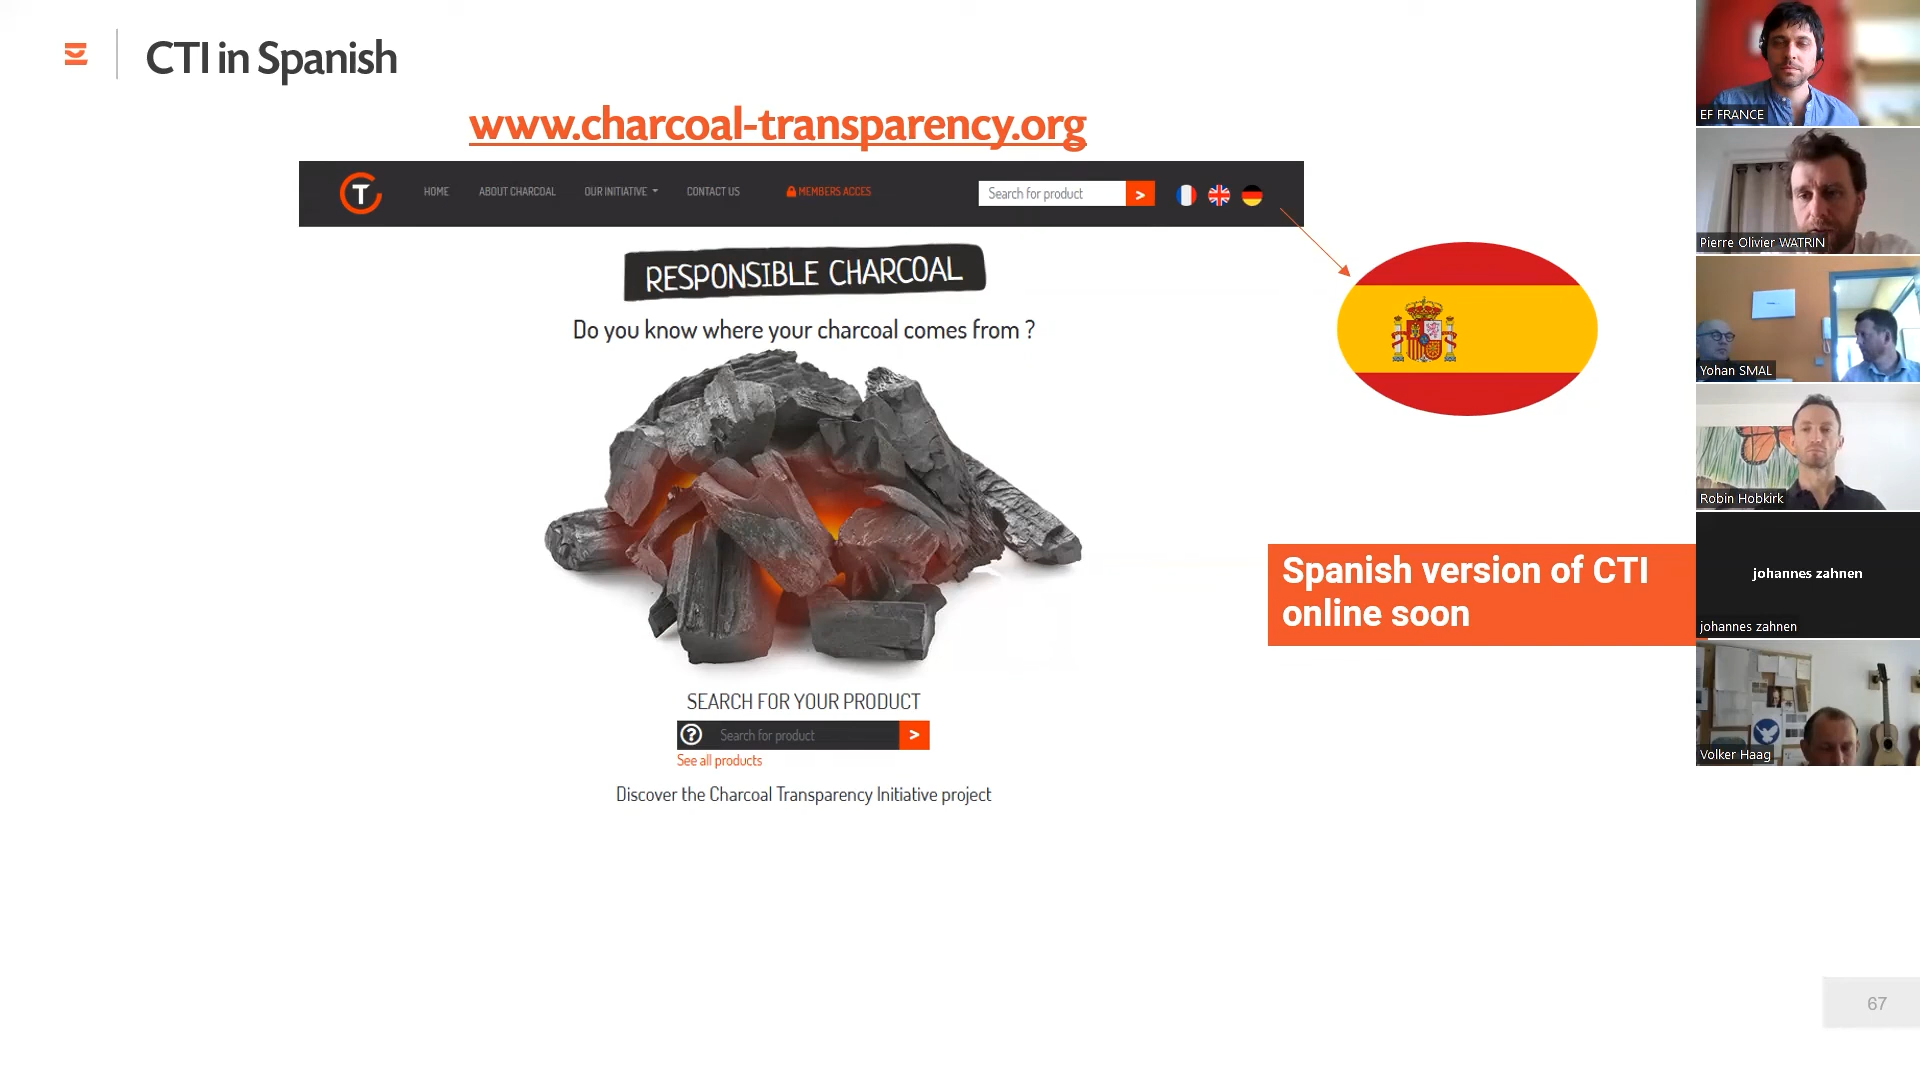 CTI in Spanish
www.charcoal-transparency.org
T
HOME ABOUT CHARCOAL OUR INITIATIVE CONTACT US MEMBERS ACCES Search for product >
RESPONSIBLE CHARCOAL
Do you know where your charcoal comes from ?
Spanish version of CTI
online soon
SEARCH FOR YOUR PRODUCT
? Search for product >
See all products
Discover the Charcoal Transparency Initiative project
67
EF FRANCE
Pierre Olivier WATRIN
Yohan SMAL
Robin Hobkirk
johannes zahnen
johannes zahnen
Volker Haag